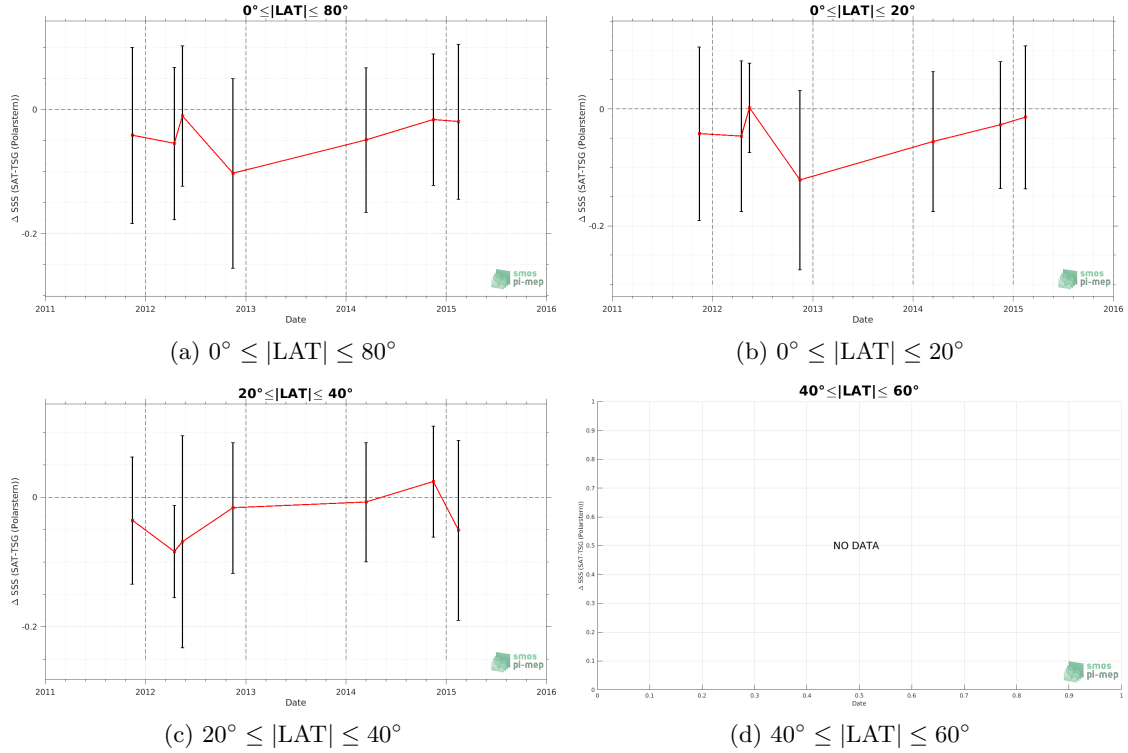 0°≤|LAT|≤ 80°
Δ SSS (SAT-TSG (Polarstern))
0
-0.2
2011 2012 2013 2014 2015 2016
Date
smos
pi-mep
(a) 0° ≤ |LAT| ≤ 80°
0°≤|LAT|≤ 20°
Δ SSS (SAT-TSG (Polarstern))
0
-0.2
2011 2012 2013 2014 2015 2016
Date
smos
pi-mep
(b) 0° ≤ |LAT| ≤ 20°
20°≤|LAT|≤ 40°
Δ SSS (SAT-TSG (Polarstern))
0
-0.2
2011 2012 2013 2014 2015 2016
Date
smos
pi-mep
(c) 20° ≤ |LAT| ≤ 40°
40°≤|LAT|≤ 60°
Δ SSS (SAT-TSG (Polarstern))
1
0.9
0.8
0.7
0.6
0.5
0.4
0.3
0.2
0.1
0
NO DATA
0 0.1 0.2 0.3 0.4 0.5 0.6 0.7 0.8 0.9 1
Date
smos
pi-mep
(d) 40° ≤ |LAT| ≤ 60°